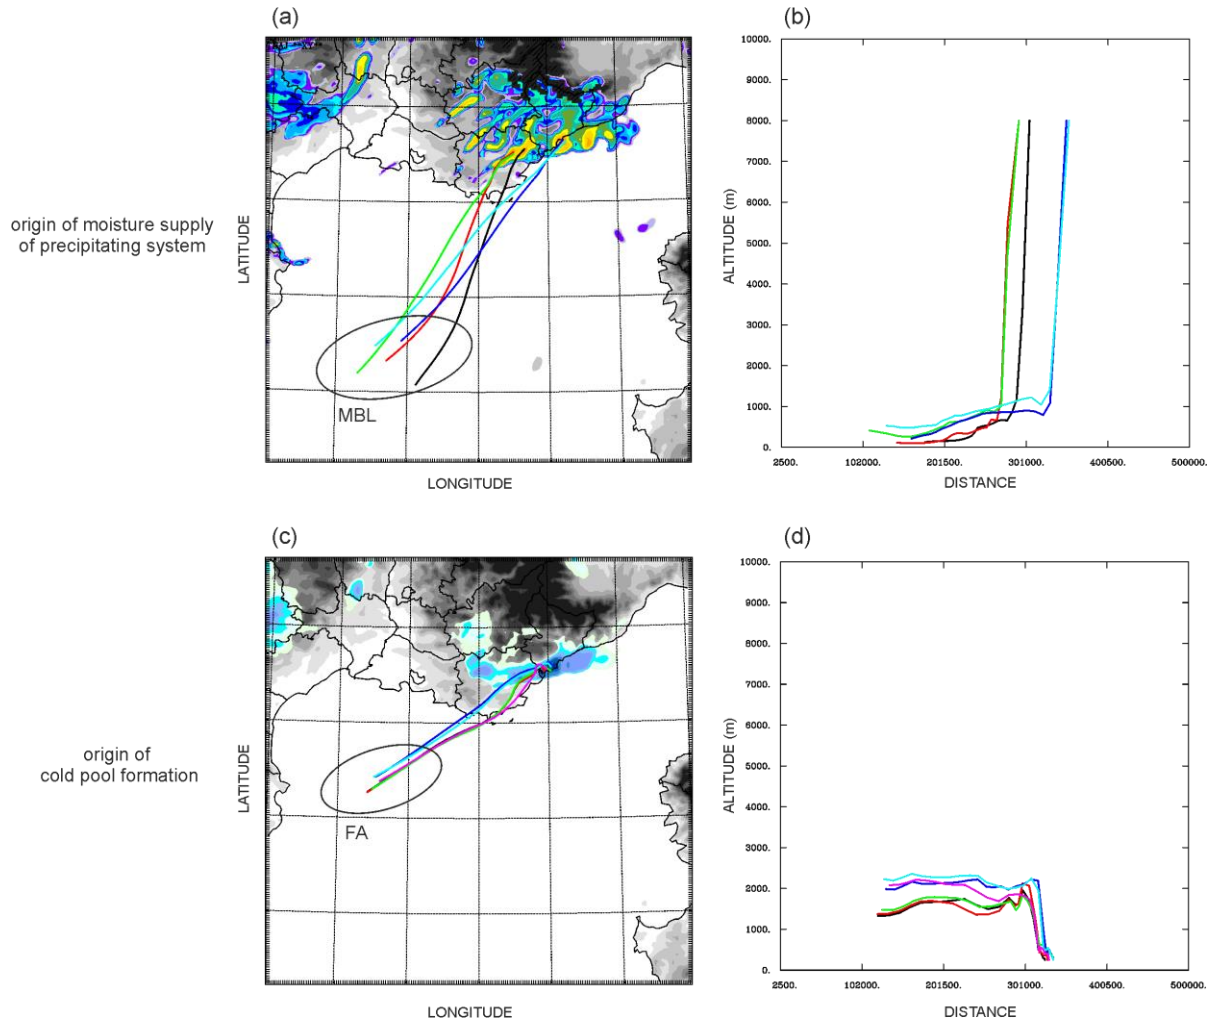 (a)
(b)
origin of moisture supply
of precipitating system
LATITUDE
MBL
LONGITUDE
ALTITUDE (m)
10000.
9000.
8000.
7000.
6000.
5000.
4000.
3000.
2000.
1000.
0.
2500.
102000.
201500.
301000.
400500.
500000.
DISTANCE
(c)
(d)
origin of
cold pool formation
LATITUDE
FA
LONGITUDE
ALTITUDE (m)
10000.
9000.
8000.
7000.
6000.
5000.
4000.
3000.
2000.
1000.
0.
2500.
102000.
201500.
301000.
400500.
500000.
DISTANCE